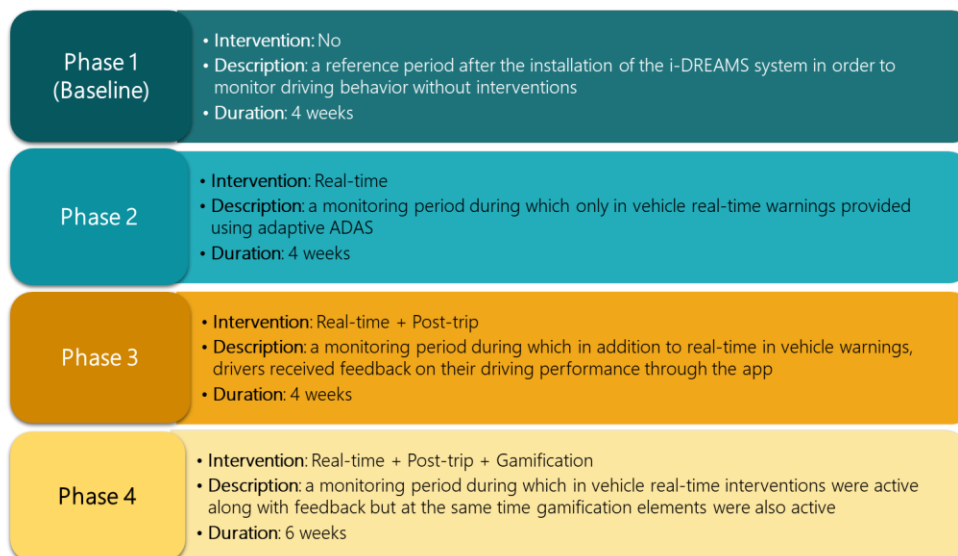 Phase 1
(Baseline)
• Intervention: No
• Description: a reference period after the installation of the i-DREAMS system in order to
monitor driving behavior without interventions
• Duration: 4 weeks
Phase 2
• Intervention: Real-time
• Description: a monitoring period during which only in vehicle real-time warnings provided
using adaptive ADAS
• Duration: 4 weeks
Phase 3
• Intervention: Real-time + Post-trip
• Description: a monitoring period during which in addition to real-time in vehicle warnings,
drivers received feedback on their driving performance through the app
• Duration: 4 weeks
Phase 4
• Intervention: Real-time + Post-trip + Gamification
• Description: a monitoring period during which in vehicle real-time interventions were active
along with feedback but at the same time gamification elements were also active
• Duration: 6 weeks